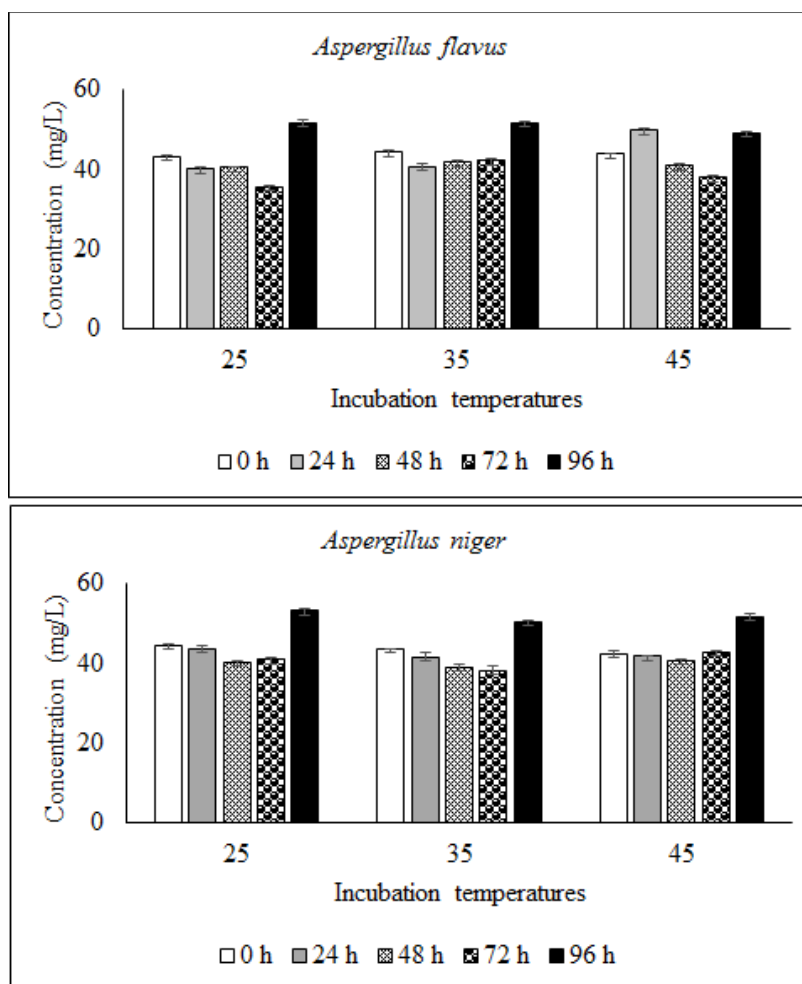 Aspergillus flavus
60
40
20
0
Concentration (mg/L)
25 35 45
Incubation temperatures
0 h 24 h 48 h 72 h 96 h
Aspergillus niger
60
40
20
0
Concentration (mg/L)
25 35 45
Incubation temperatures
0 h 24 h 48 h 72 h 96 h